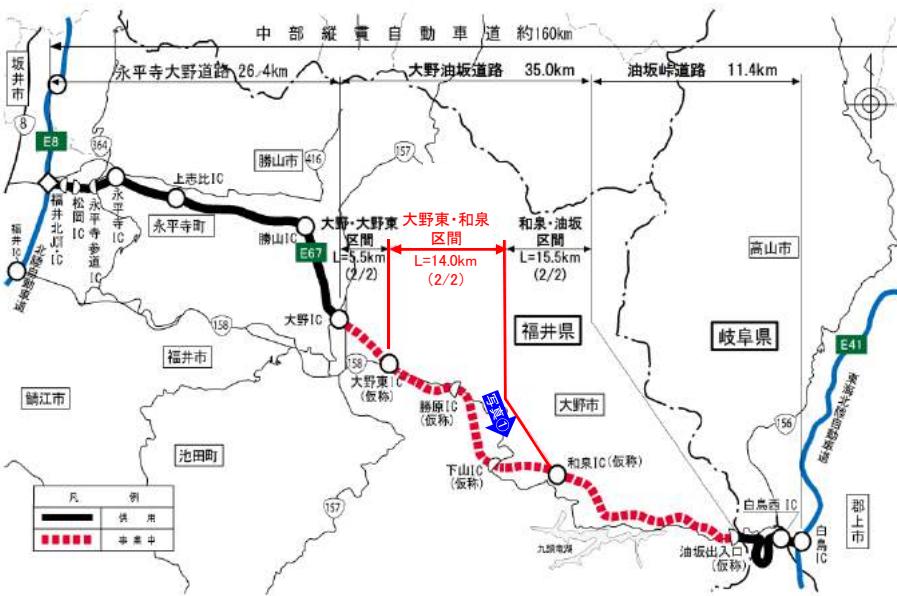 中部縦貫自動車道 約160km
永平寺大野道路 26.4km
大野油坂道路 35.0km
油坂峠道路 11.4km
坂井市
8
E8
364
416
157
勝山市
上志比IC
永平寺町
勝山IC
E67
福井北JCT・IC
松岡IC
永平寺参道IC
永平寺IC
福井IC
北陸自動車道
大野・大野東
区間
L=5.5km
(2/2)
大野東・和泉
区間
L=14.0km
(2/2)
和泉・油坂
区間
L=15.5km
(2/2)
高山市
福井県
岐阜県
E41
東海北陸自動車道
大野IC
158
福井市
158
大野東IC
(仮称)
勝原IC
(仮称)
写真①
大野市
156
鯖江市
池田町
下山IC
(仮称)
和泉IC(仮称)
157
九頭竜湖
油坂出入口
(仮称)
白鳥西IC
白鳥IC
郡上市
凡例
供用
事業中